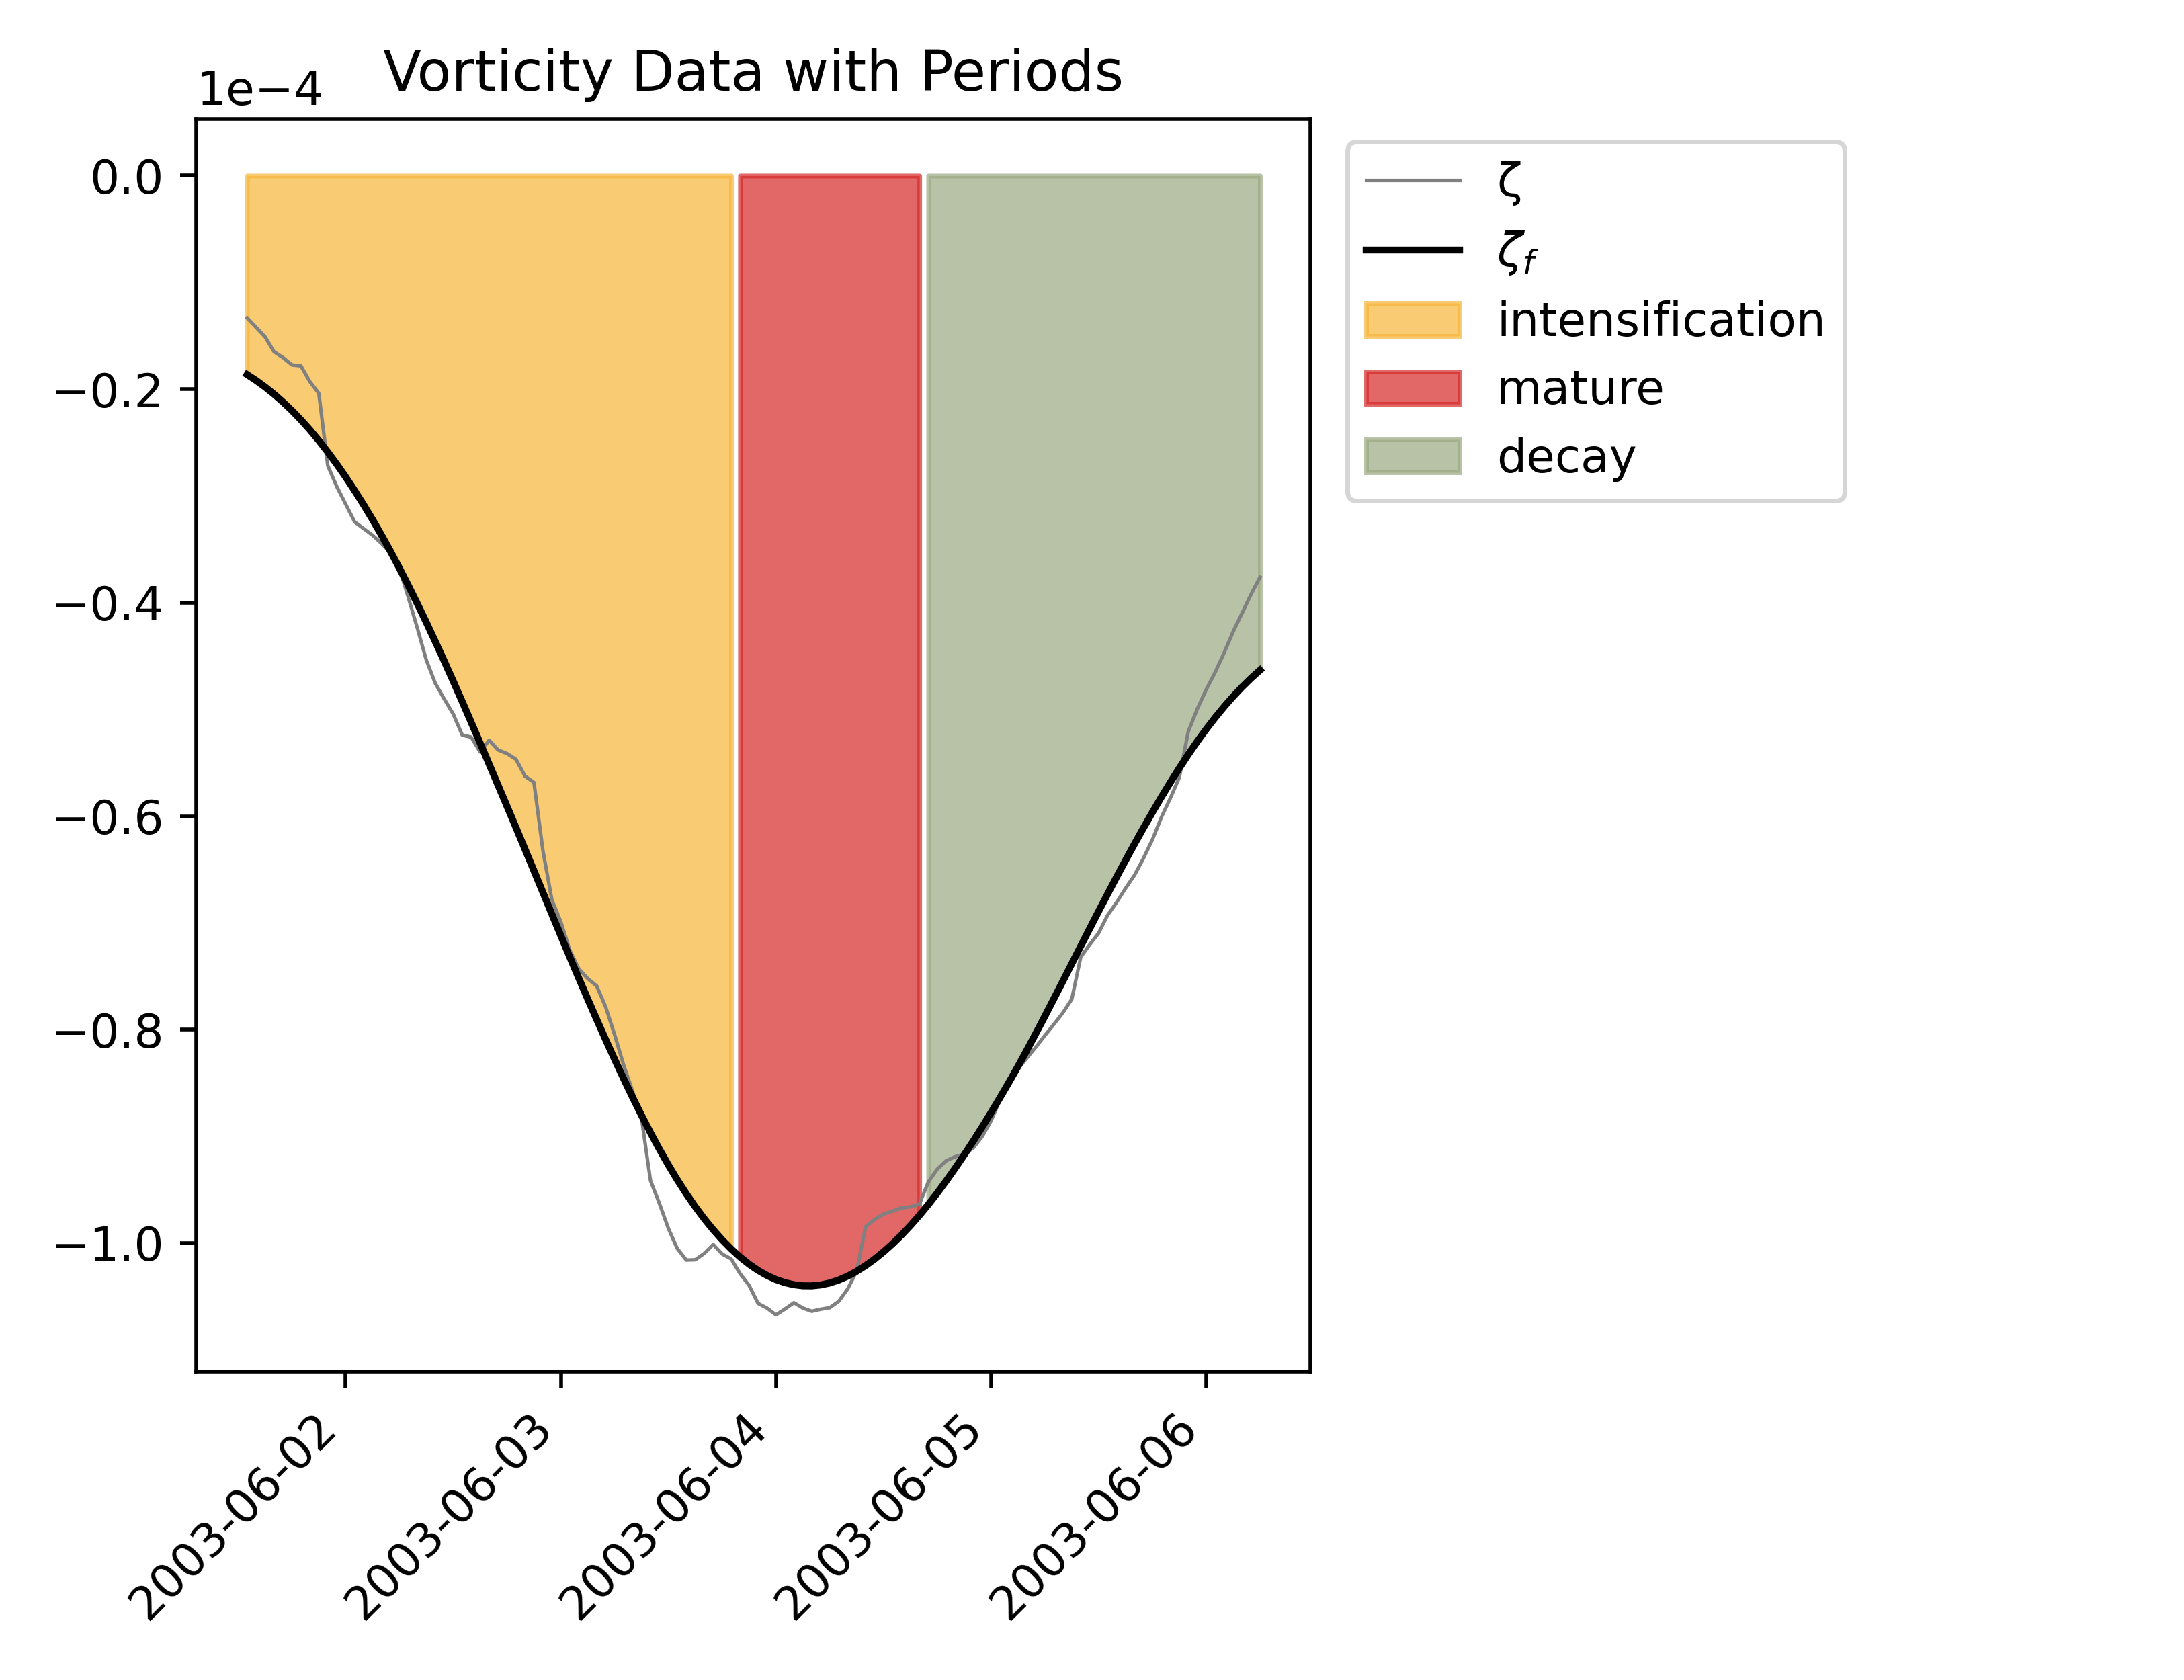 Vorticity Data with Periods
1e−4
0.0
−0.2
−0.4
−0.6
−0.8
−1.0
2003-06-02
2003-06-03
2003-06-04
2003-06-05
2003-06-06
ζ
ζf
intensification
mature
decay